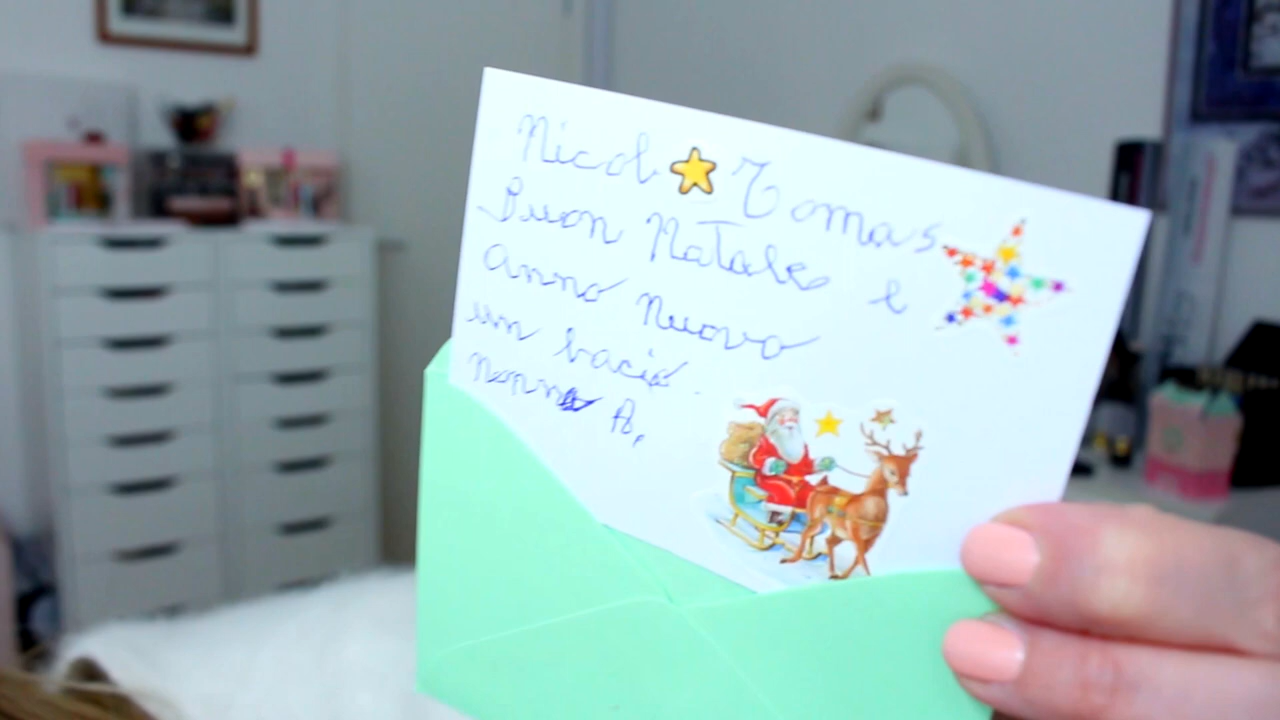 Nicol Tomas
Buon Natale e
Anno Nuovo
un bacio.
Nonna A,